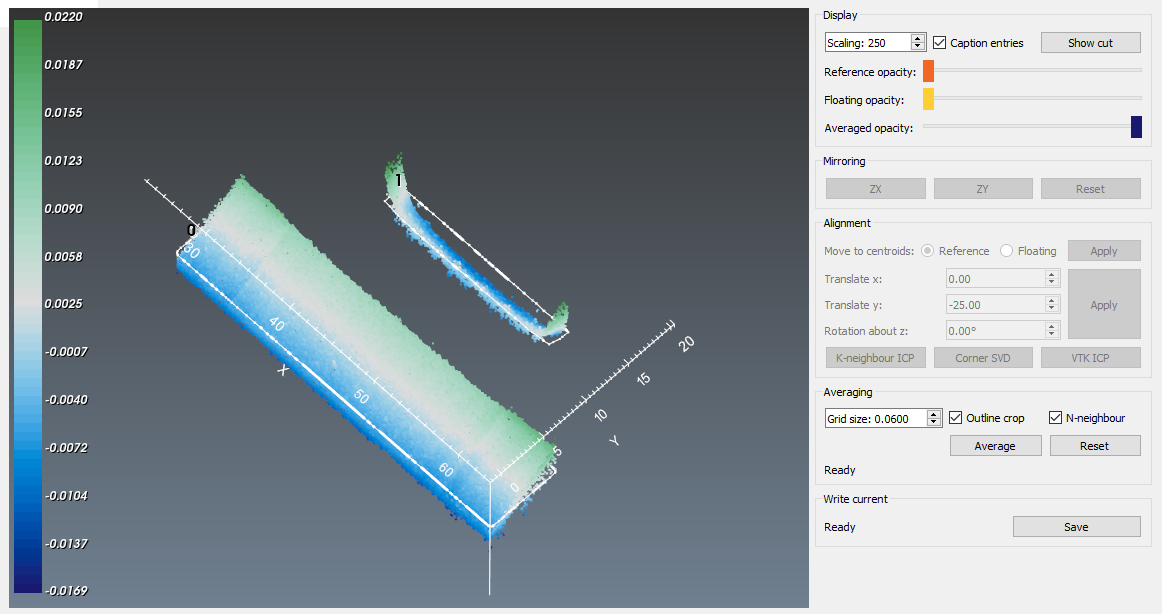 0.0220
0.0187
0.0155
0.0123
0.0090
0.0058
0.0025
-0.0007
-0.0040
-0.0072
-0.0104
-0.0137
-0.0169
0
1
30
40
50
60
X
0
5
10
15
20
Y
Display
Scaling: 250
Caption entries
Show cut
Reference opacity:
Floating opacity:
Averaged opacity:
Mirroring
ZX
ZY
Reset
Alignment
Move to centroids:
Reference
Floating
Apply
Translate x:
0.00
Translate y:
-25.00
Apply
Rotation about z:
0.00°
K-neighbour ICP
Corner SVD
VTK ICP
Averaging
Grid size: 0.0600
Outline crop
N-neighbour
Average
Reset
Ready
Write current
Ready
Save